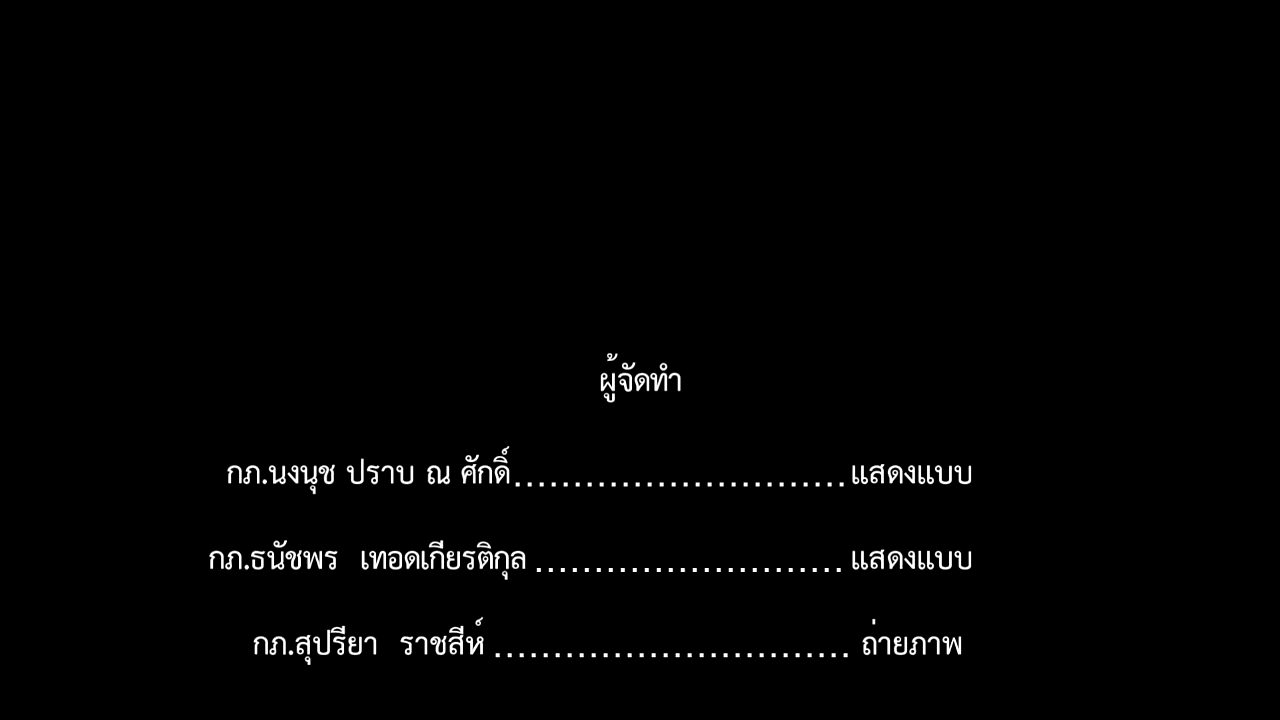 ผู้จัดทำ
กภ.นงนุช ปราบ ณ ศักดิ์............................แสดงแบบ
กภ.ธนัชพร  เทอดเกียรติกุล .......................... แสดงแบบ
กภ.สุปรียา  ราชสีห์ .............................. ถ่ายภาพ